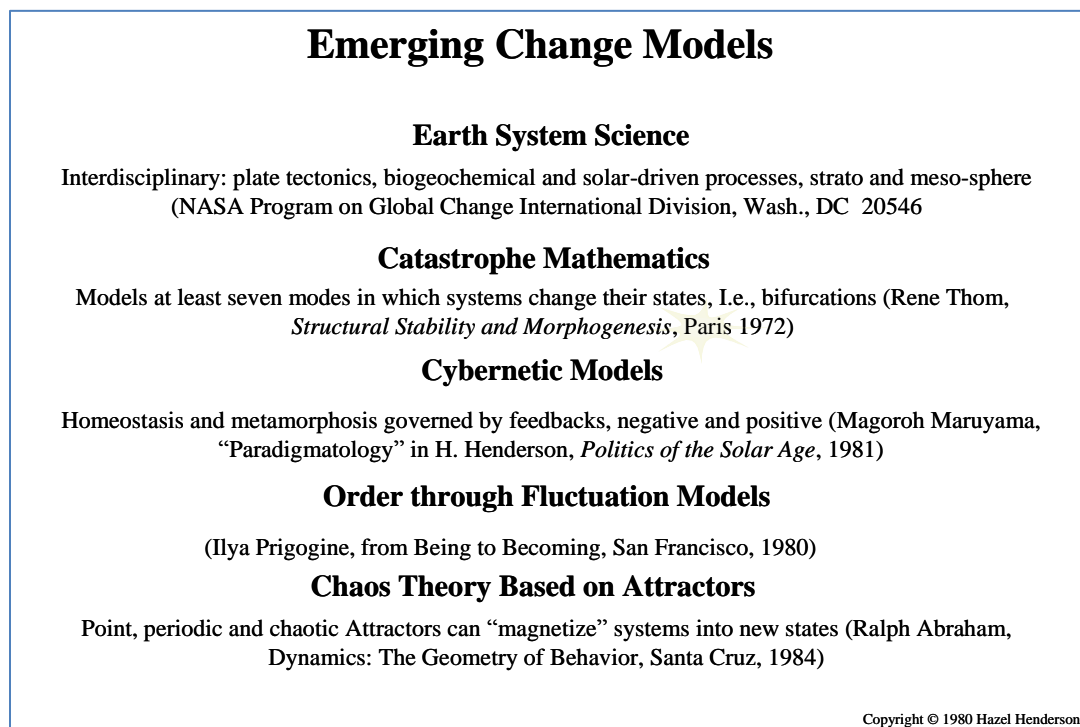 Emerging Change Models
Earth System Science
Interdisciplinary: plate tectonics, biogeochemical and solar-driven processes, strato and meso-sphere
(NASA Program on Global Change International Division, Wash., DC  20546
Catastrophe Mathematics
Models at least seven modes in which systems change their states, I.e., bifurcations (Rene Thom,
Structural Stability and Morphogenesis, Paris 1972)
Cybernetic Models
Homeostasis and metamorphosis governed by feedbacks, negative and positive (Magoroh Maruyama,
“Paradigmatology” in H. Henderson, Politics of the Solar Age, 1981)
Order through Fluctuation Models
(Ilya Prigogine, from Being to Becoming, San Francisco, 1980)
Chaos Theory Based on Attractors
Point, periodic and chaotic Attractors can “magnetize” systems into new states (Ralph Abraham,
Dynamics: The Geometry of Behavior, Santa Cruz, 1984)
Copyright © 1980 Hazel Henderson